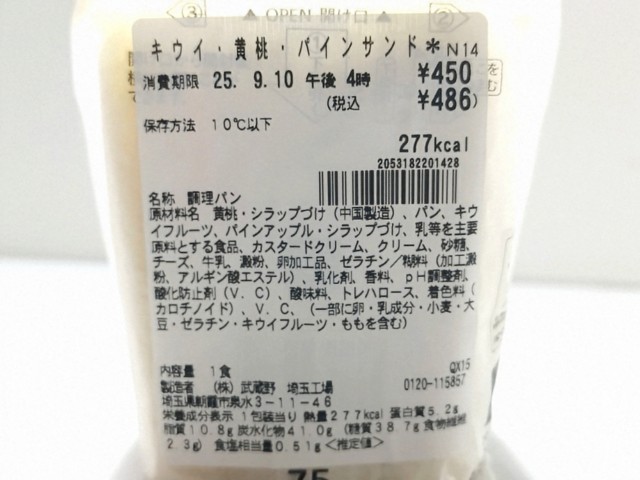 ③ ▲ OPEN 開け口 ▲ ②
キウイ・黄桃・パインサンド*N14
消費期限 25. 9.10 午後 4時 ¥450
(税込 ¥486)
保存方法 10℃以下
277kcal
2053182201428
名称 調理パン
原材料名 黄桃・シラップづけ(中国製造)、パン、キウ
イフルーツ、パインアップル・シラップづけ、乳等を主要
原料とする食品、カスタードクリーム、クリーム、砂糖、
チーズ、牛乳、澱粉、卵加工品、ゼラチン/糊料(加工澱
粉、アルギン酸エステル)、乳化剤、香料、pH調整剤、
酸化防止剤(V.C)、酸味料、トレハロース、着色料(
カロチノイド)、V.C、(一部に卵・乳成分・小麦・大
豆・ゼラチン・キウイフルーツ・ももを含む)
内容量 1食 QX15
製造者 (株)武蔵野 埼玉工場 0120-115857
埼玉県朝霞市泉水3-11-46
栄養成分表示 1包装当り 熱量277kcal 蛋白質5.2g
脂質10.8g 炭水化物41.0g (糖質38.7g 食物繊維
2.3g) 食塩相当量0.51g<推定値>
75